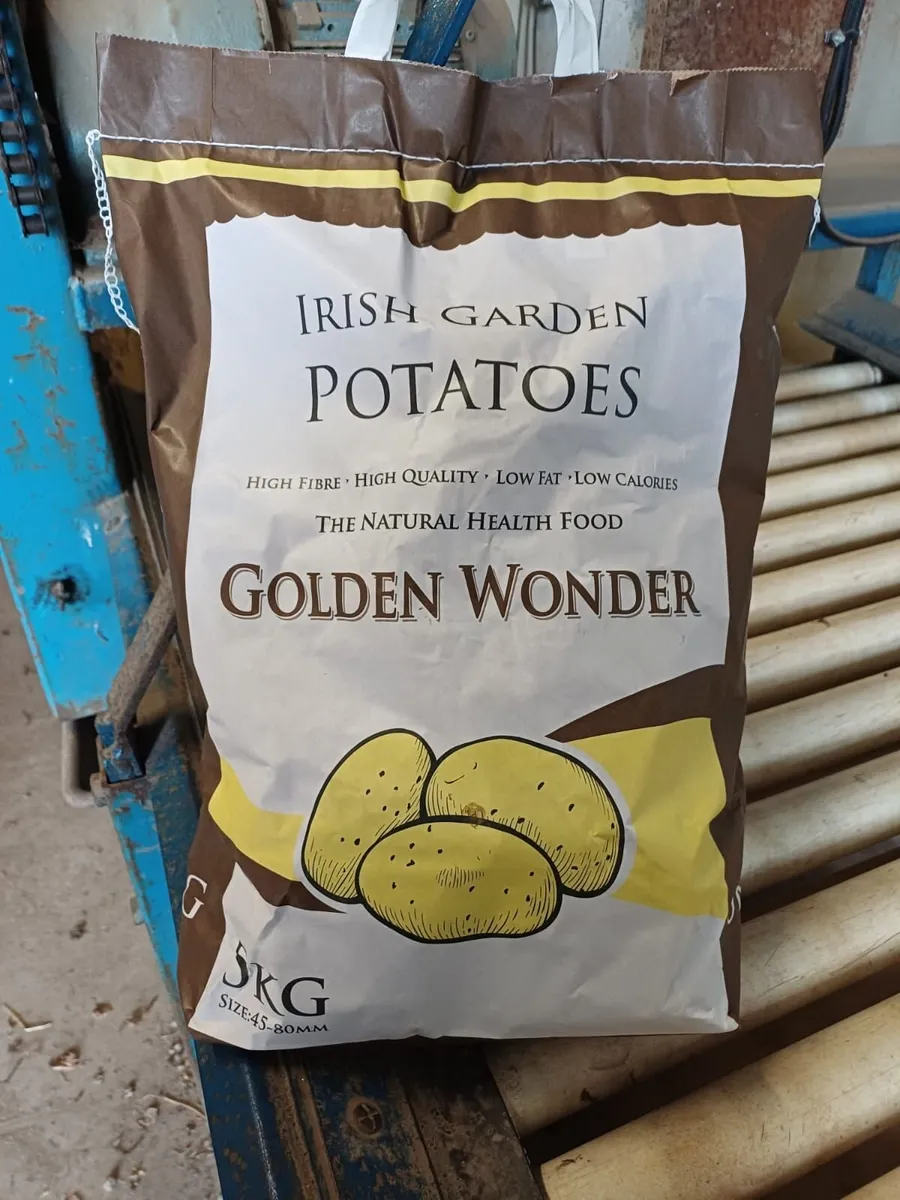 IRISH GARDEN
POTATOES
HIGH FIBRE · HIGH QUALITY · LOW FAT · LOW CALORIES
THE NATURAL HEALTH FOOD
GOLDEN WONDER
G
5KG
SIZE:45-80MM